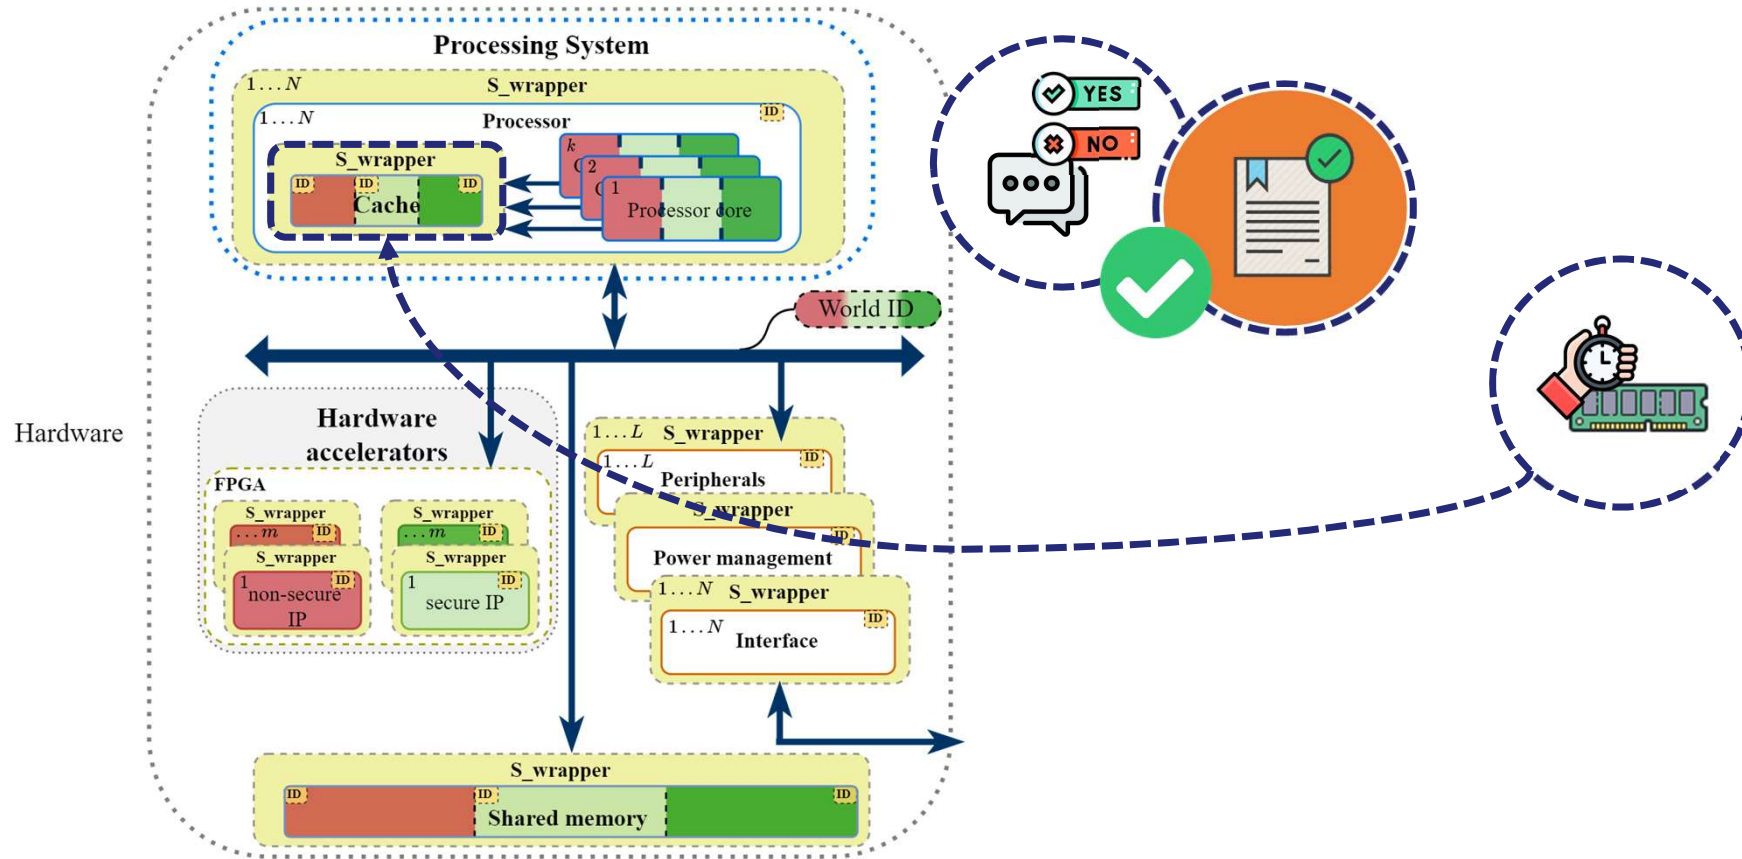 Processing System
1...N
S_wrapper
1...N
ID
Processor
S_wrapper
ID
ID
ID
Cache
k
C
2
C
1
Processor core
YES
NO
World ID
Hardware
Hardware
accelerators
FPGA
S_wrapper
...m
ID
S_wrapper
1
ID
non-secure
IP
S_wrapper
...m
ID
S_wrapper
1
ID
secure IP
1...L
S_wrapper
1...L
ID
Peripherals
S_wrapper
ID
Power management
1...N
S_wrapper
1...N
ID
Interface
S_wrapper
ID
ID
ID
Shared memory